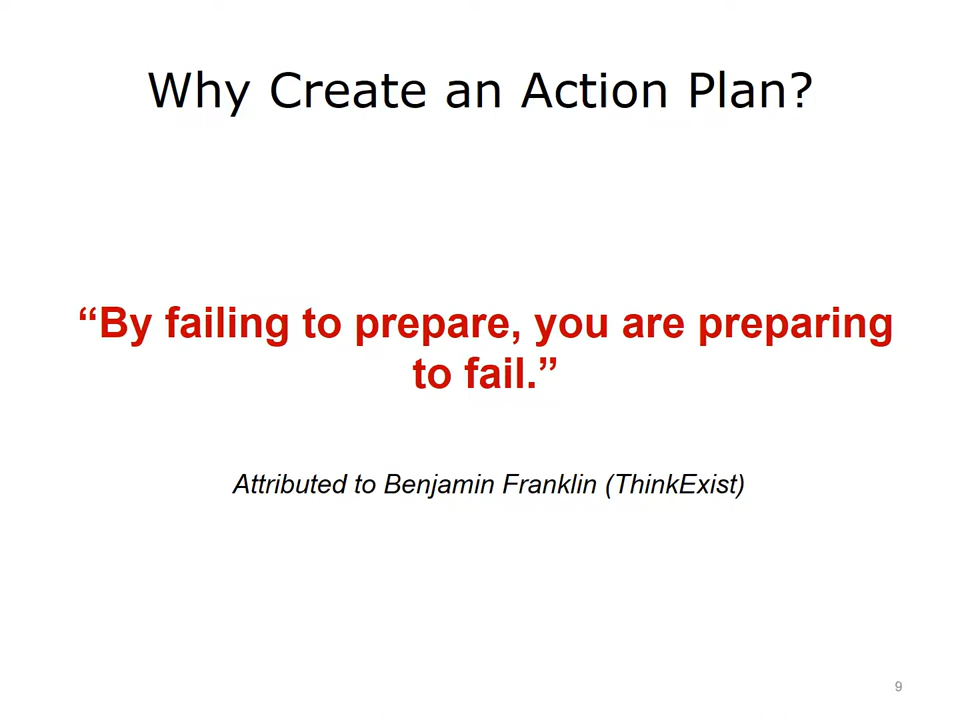 Why Create an Action Plan?
“By failing to prepare, you are preparing
to fail.”
Attributed to Benjamin Franklin (ThinkExist)
9